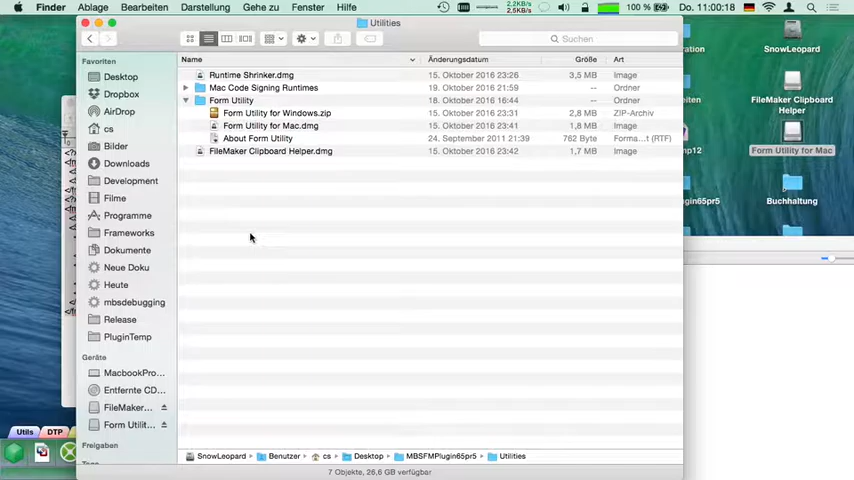 Finder Ablage Bearbeiten Darstellung Gehe zu Fenster Hilfe 2,2KB/s 2,5KB/s 100 % Do. 11:00:18
Utilities
Suchen
Name Änderungsdatum Größe Art
Runtime Shrinker.dmg 15. Oktober 2016 23:26 3,5 MB Image
Mac Code Signing Runtimes 19. Oktober 2016 21:59 -- Ordner
Form Utility 18. Oktober 2016 16:44 -- Ordner
Form Utility for Windows.zip 15. Oktober 2016 23:31 2,8 MB ZIP-Archiv
Form Utility for Mac.dmg 15. Oktober 2016 23:41 1,8 MB Image
About Form Utility 24. September 2011 21:39 762 Byte Forma...t (RTF)
FileMaker Clipboard Helper.dmg 15. Oktober 2016 23:42 1,7 MB Image
Favoriten
Desktop
Dropbox
AirDrop
cs
Bilder
Downloads
Development
Filme
Programme
Frameworks
Dokumente
Neue Doku
Heute
mbsdebugging
Release
PluginTemp
Geräte
MacbookPro...
Entfernte CD...
FileMaker...
Form Utilit...
Freigaben
SnowLeopard Benutzer cs Desktop MBSFMPlugin65pr5 Utilities
7 Objekte, 26,6 GB verfügbar
SnowLeopard
FileMaker Clipboard
Helper
Form Utility for Mac
Buchhaltung
ration
eiten
mp12
lugin65pr5
Utils DTP